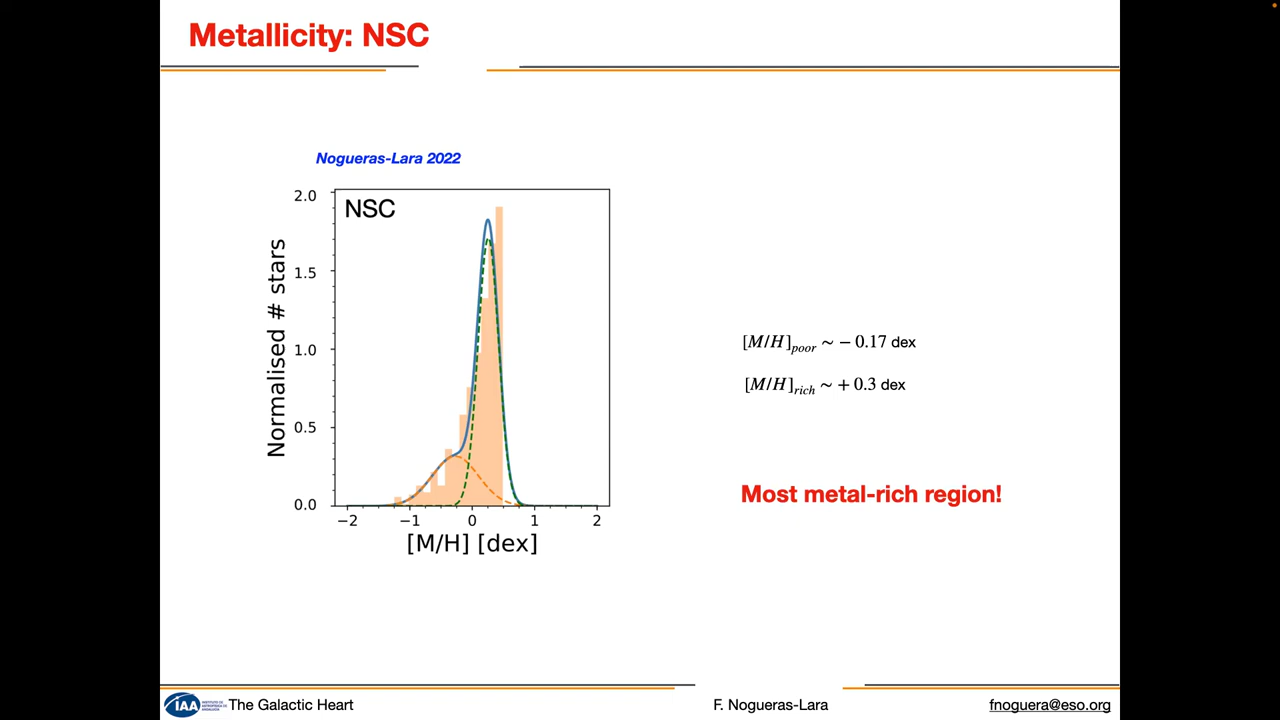 Metallicity: NSC
Nogueras-Lara 2022
NSC
Normalised # stars
2.0
1.5
1.0
0.5
0.0
−2
−1
0
1
2
[M/H] [dex]
[M/H]poor ~ − 0.17 dex
[M/H]rich ~ + 0.3 dex
Most metal-rich region!
IAA
The Galactic Heart
F. Nogueras-Lara
fnoguera@eso.org